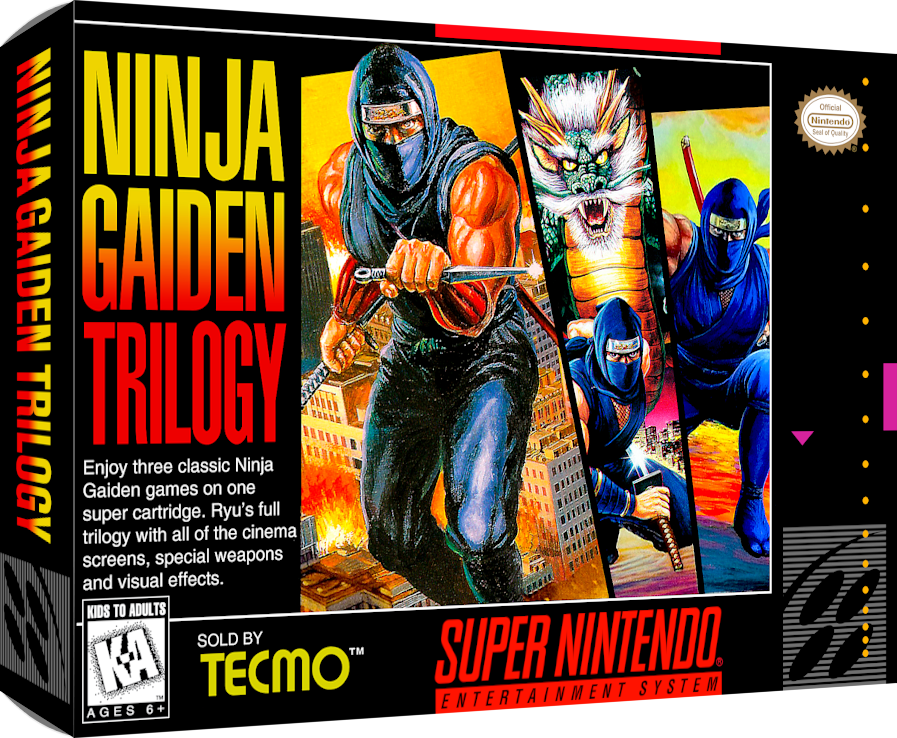 NINJA GAIDEN TRILOGY
NINJA
GAIDEN
TRILOGY
Enjoy three classic Ninja
Gaiden games on one
super cartridge. Ryu's full
trilogy with all of the cinema
screens, special weapons
and visual effects.
KIDS TO ADULTS
K-A
™
AGES 6+
SOLD BY
TECMO™
SUPER NINTENDO®
ENTERTAINMENT SYSTEM
Official
Nintendo
Seal of Quality